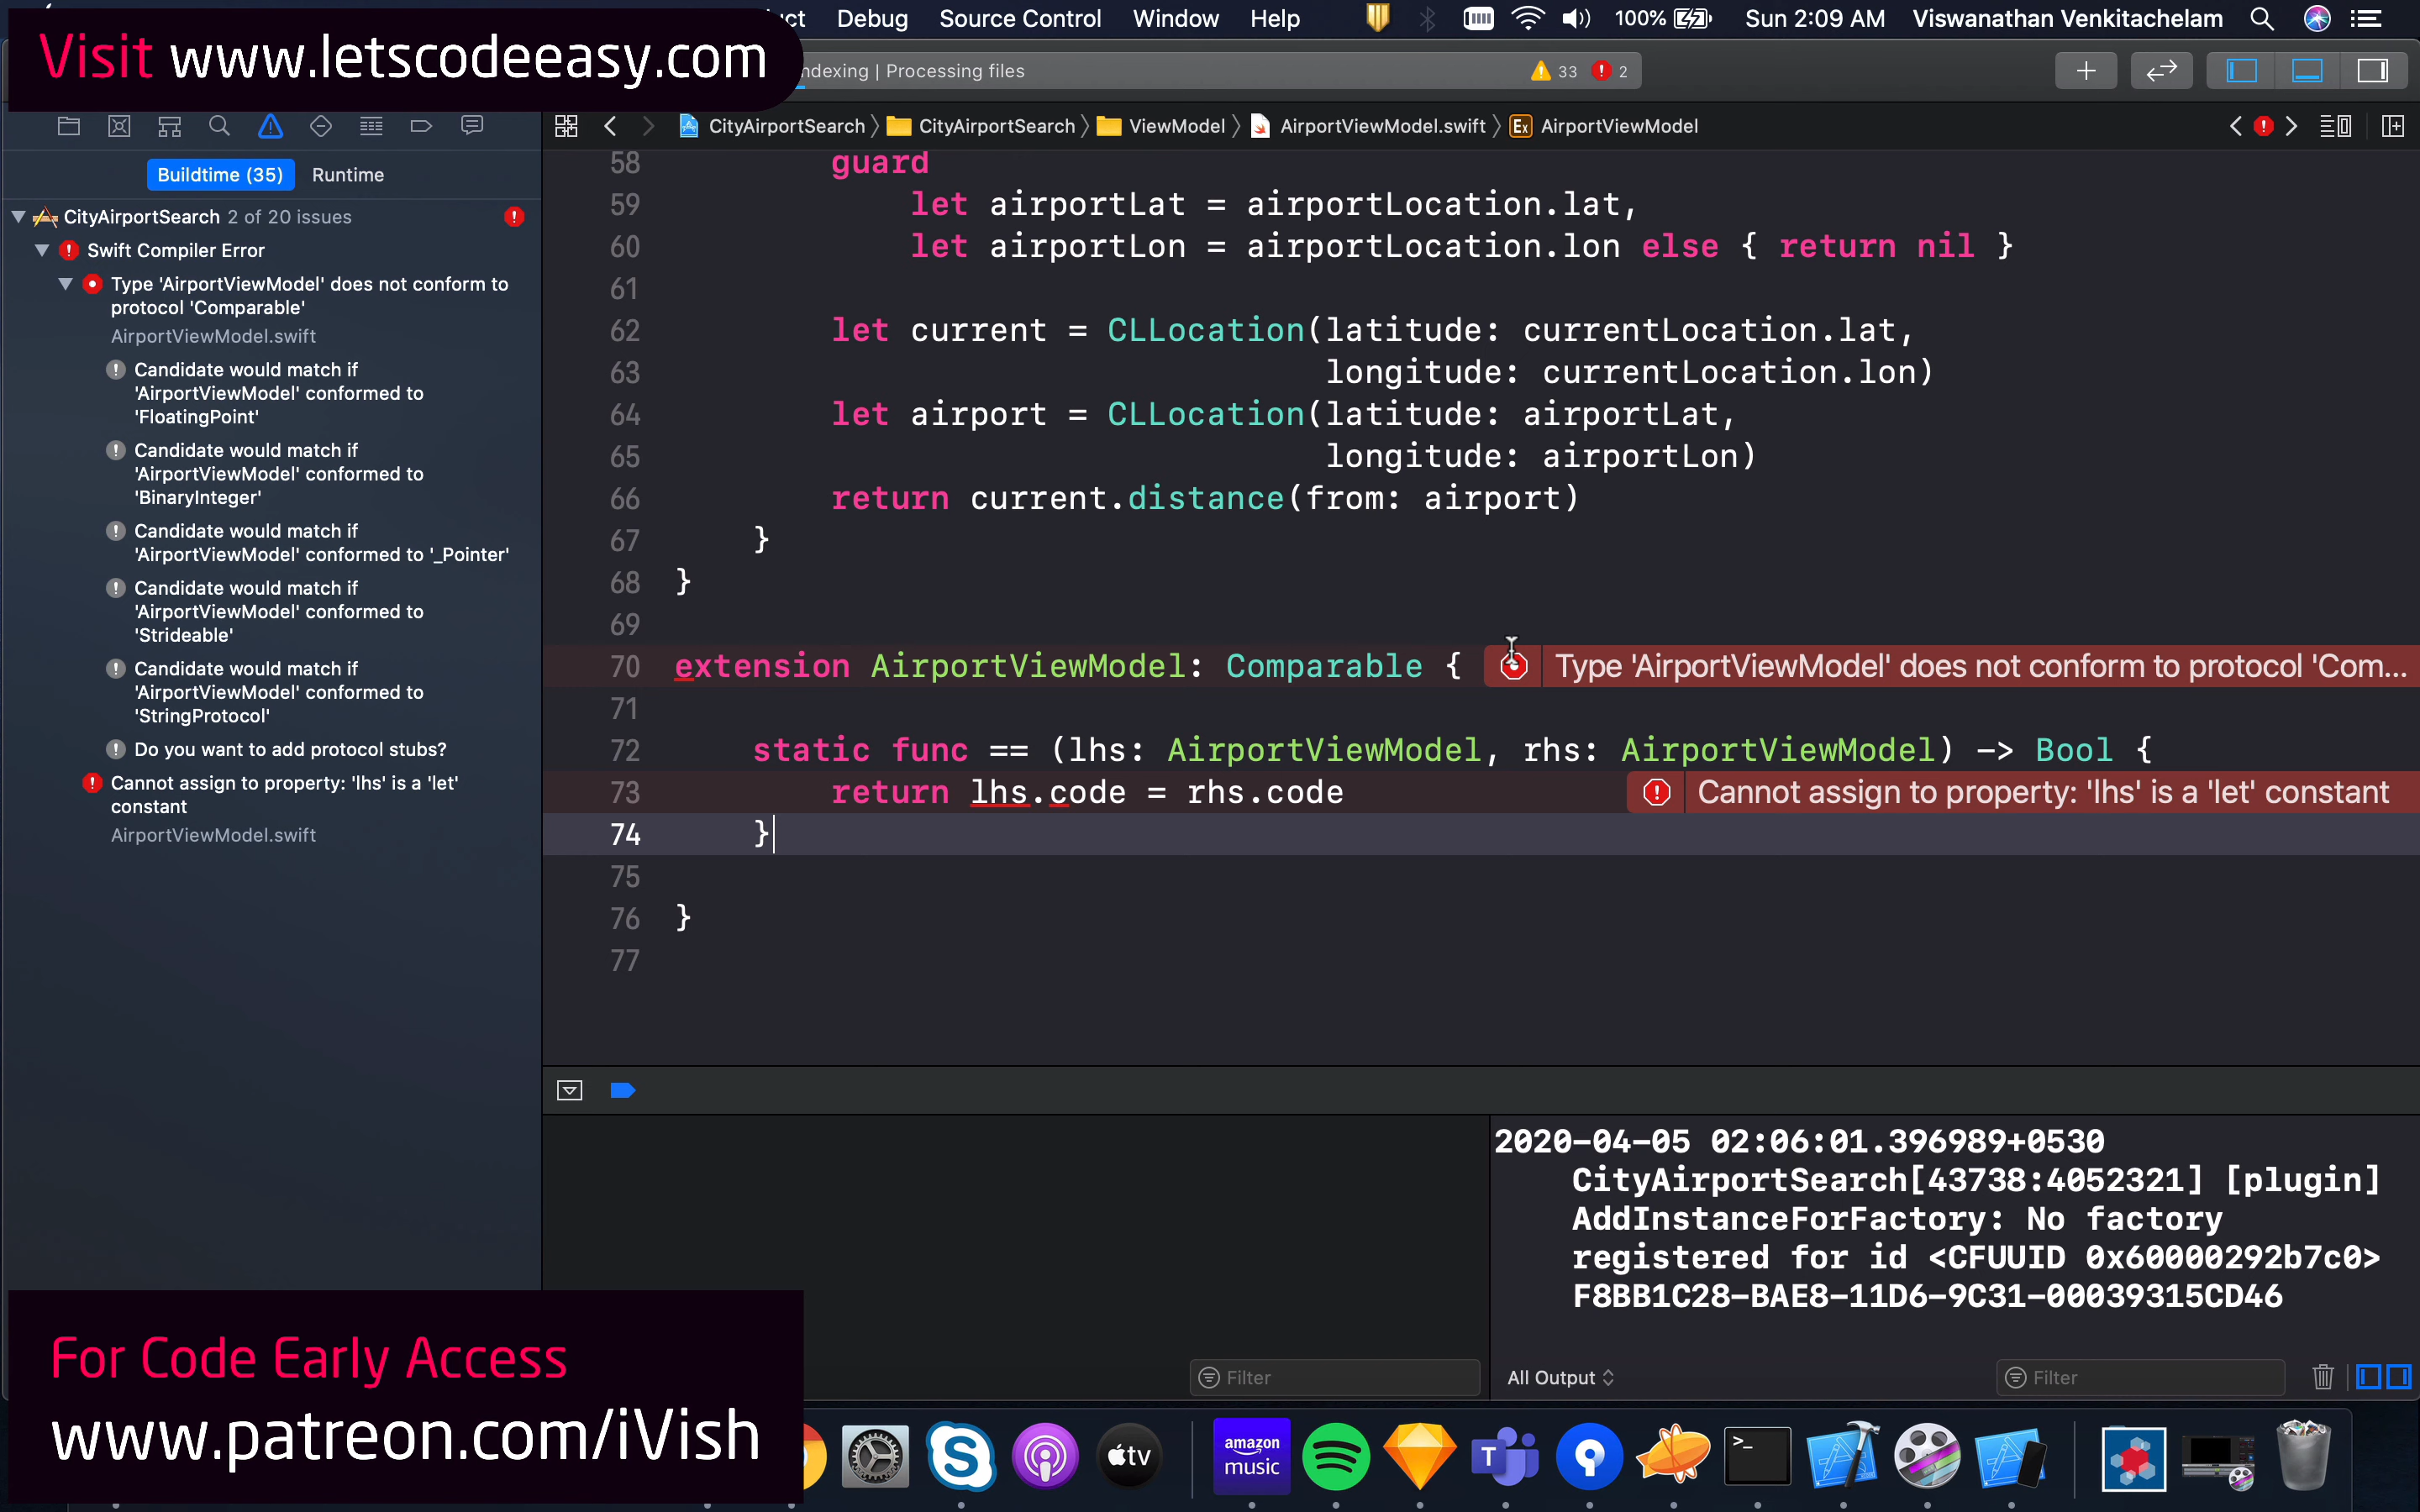 uct Debug Source Control Window Help 100% Sun 2:09 AM Viswanathan Venkitachelam
Visit www.letscodeeasy.com
ndexing | Processing files 33 2
CityAirportSearch CityAirportSearch ViewModel AirportViewModel.swift Ex AirportViewModel
Buildtime (35) Runtime
CityAirportSearch 2 of 20 issues
Swift Compiler Error
Type 'AirportViewModel' does not conform to
protocol 'Comparable'
AirportViewModel.swift
Candidate would match if
'AirportViewModel' conformed to
'FloatingPoint'
Candidate would match if
'AirportViewModel' conformed to
'BinaryInteger'
Candidate would match if
'AirportViewModel' conformed to '_Pointer'
Candidate would match if
'AirportViewModel' conformed to
'Strideable'
Candidate would match if
'AirportViewModel' conformed to
'StringProtocol'
Do you want to add protocol stubs?
Cannot assign to property: 'lhs' is a 'let'
constant
AirportViewModel.swift
58 guard
59 let airportLat = airportLocation.lat,
60 let airportLon = airportLocation.lon else { return nil }
61
62 let current = CLLocation(latitude: currentLocation.lat,
63 longitude: currentLocation.lon)
64 let airport = CLLocation(latitude: airportLat,
65 longitude: airportLon)
66 return current.distance(from: airport)
67 }
68 }
69
70 extension AirportViewModel: Comparable { Type 'AirportViewModel' does not conform to protocol 'Com...
71
72 static func == (lhs: AirportViewModel, rhs: AirportViewModel) -> Bool {
73 return lhs.code = rhs.code Cannot assign to property: 'lhs' is a 'let' constant
74 }
75
76 }
77
2020-04-05 02:06:01.396989+0530
CityAirportSearch[43738:4052321] [plugin]
AddInstanceForFactory: No factory
registered for id <CFUUID 0x60000292b7c0>
F8BB1C28-BAE8-11D6-9C31-00039315CD46
Filter All Output Filter
For Code Early Access
www.patreon.com/iVish
tv
amazon
music
T
>_